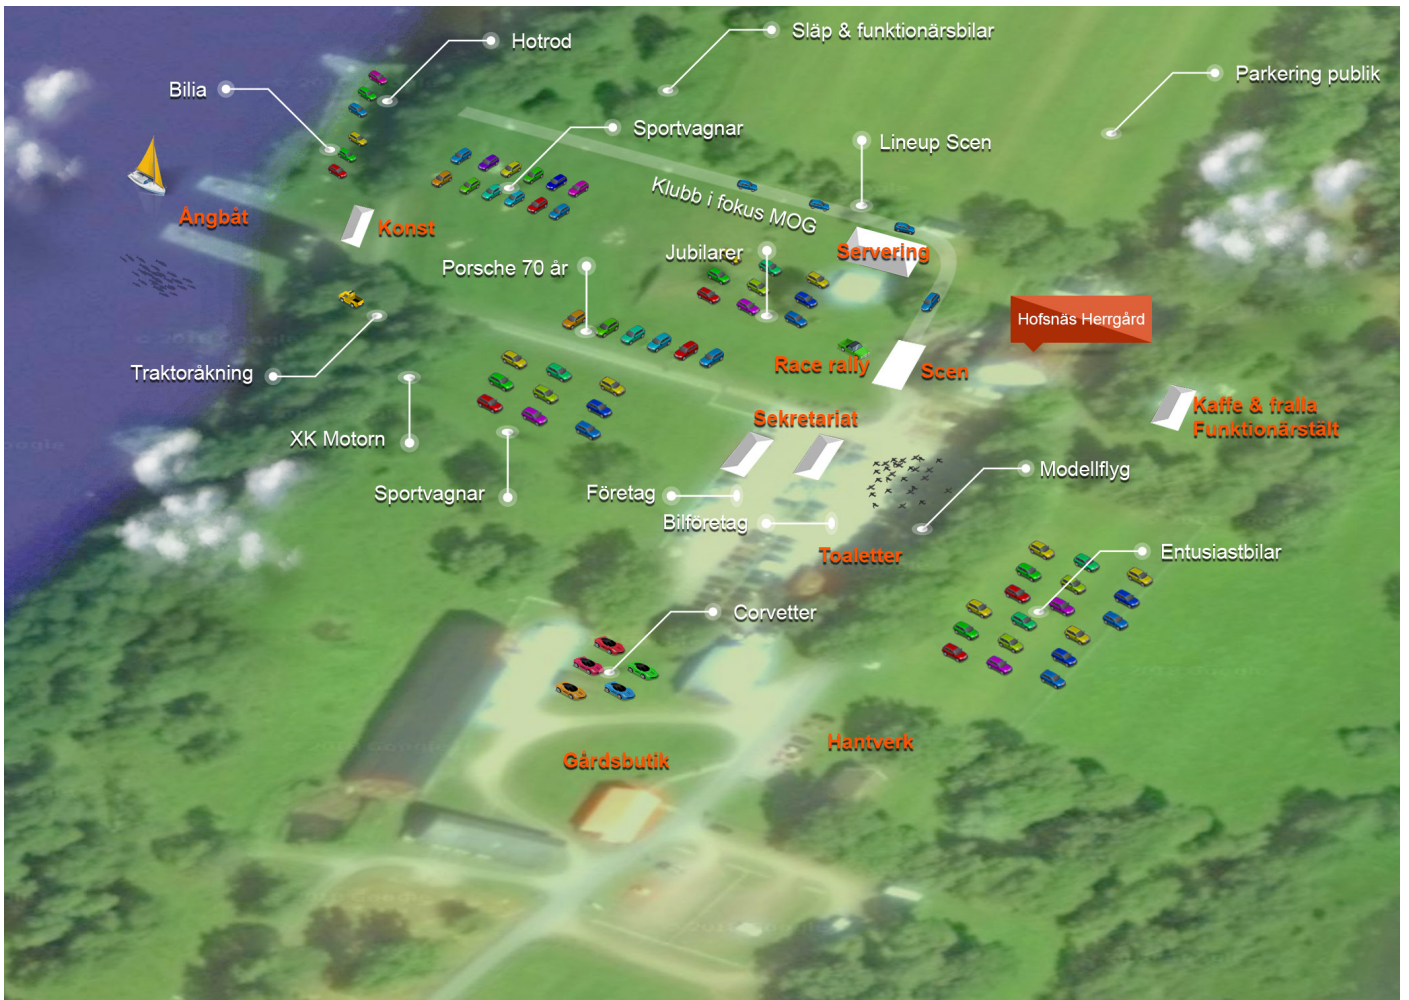 Släp & funktionärsbilar
Hotrod
Parkering publik
Bilia
Sportvagnar
Lineup Scen
Klubb i fokus MOG
Ångbåt
Konst
Servering
Jubilarer
Porsche 70 år
Hofsnäs Herrgård
Race rally
Scen
Traktoråkning
Kaffe & fralla
Funktionärstält
Sekretariat
XK Motorn
Modellflyg
Sportvagnar
Företag
Bilföretag
Toaletter
Entusiastbilar
Corvetter
Hantverk
Gårdsbutik